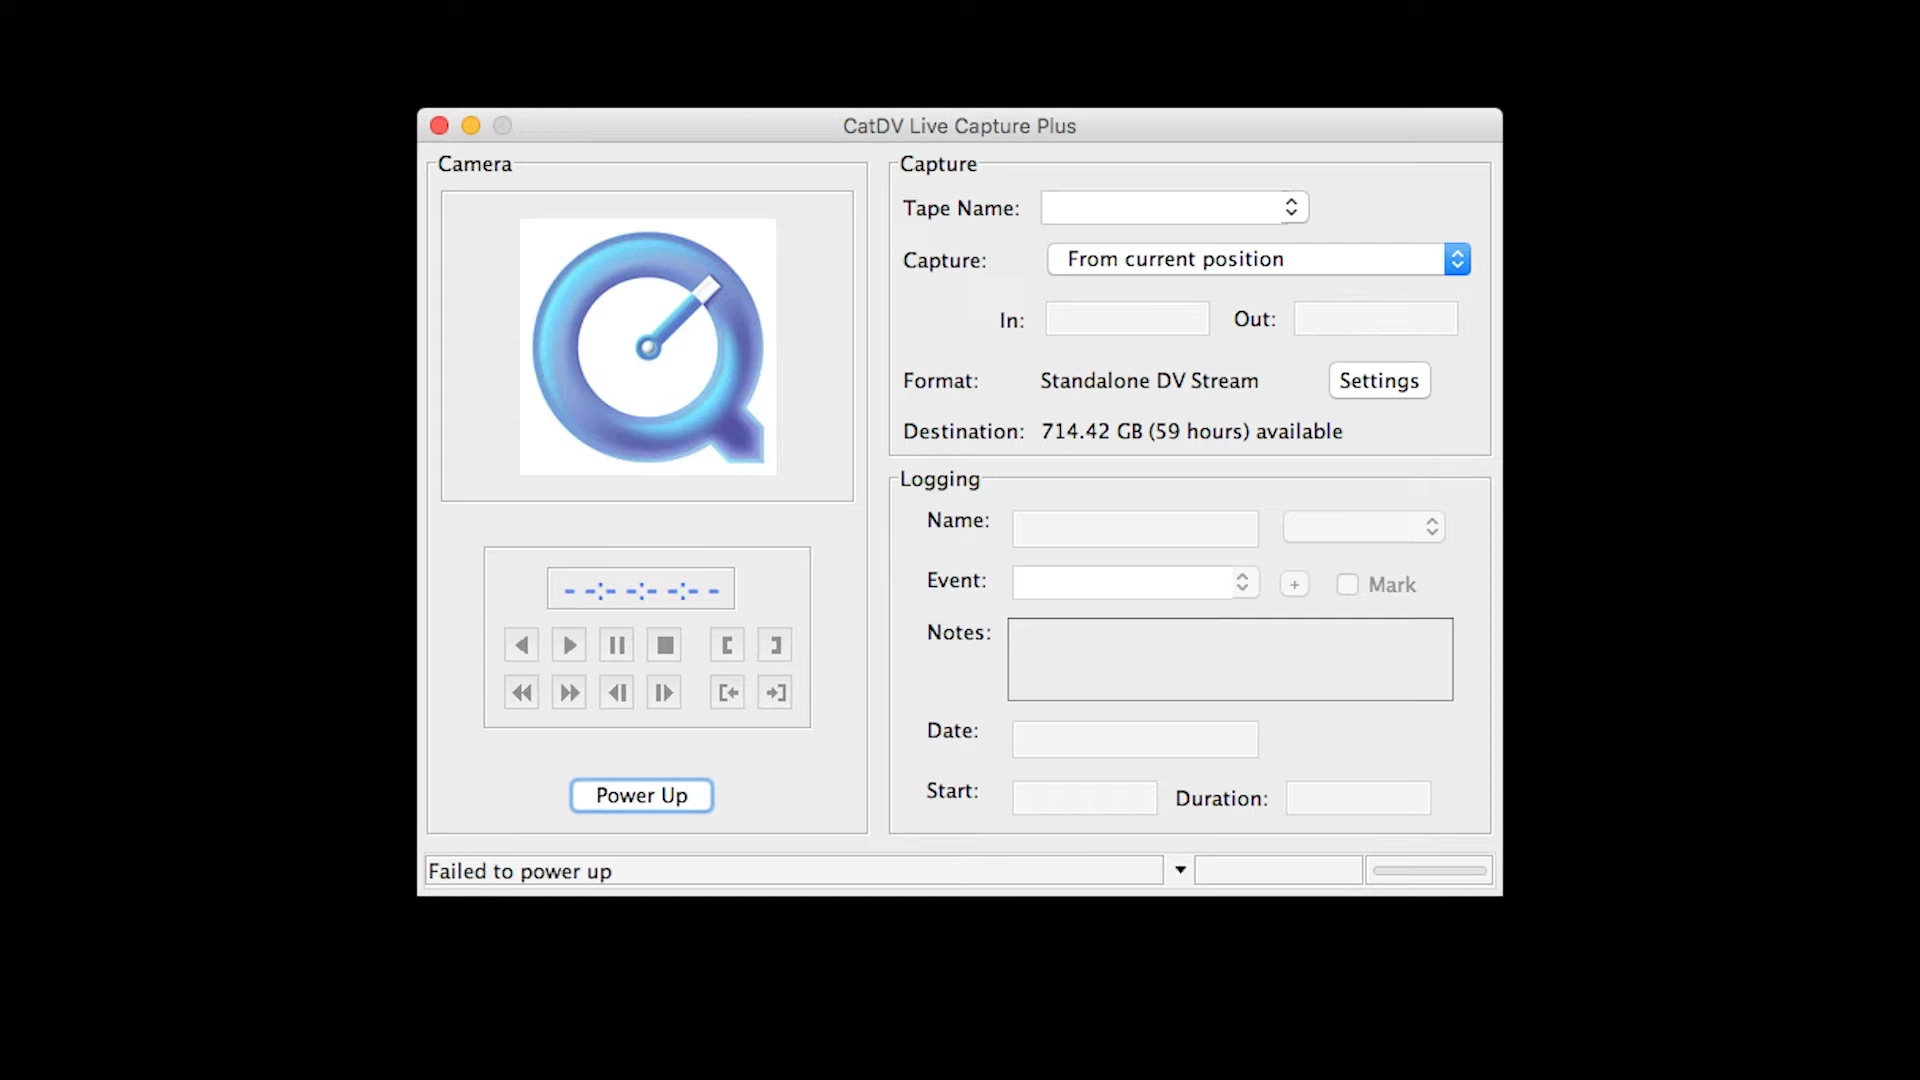 CatDV Live Capture Plus
Camera
- -:- -:- -:- -
Power Up
Capture
Tape Name:
Capture: From current position
In: Out:
Format: Standalone DV Stream Settings
Destination: 714.42 GB (59 hours) available
Logging
Name:
Event: + Mark
Notes:
Date:
Start: Duration:
Failed to power up